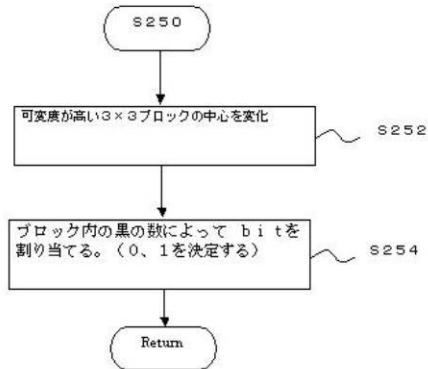 S250
可変度が高い3×3ブロックの中心を変化
S252
ブロック内の黒の数によって bitを
割り当てる。(0、1を決定する)
S254
Return